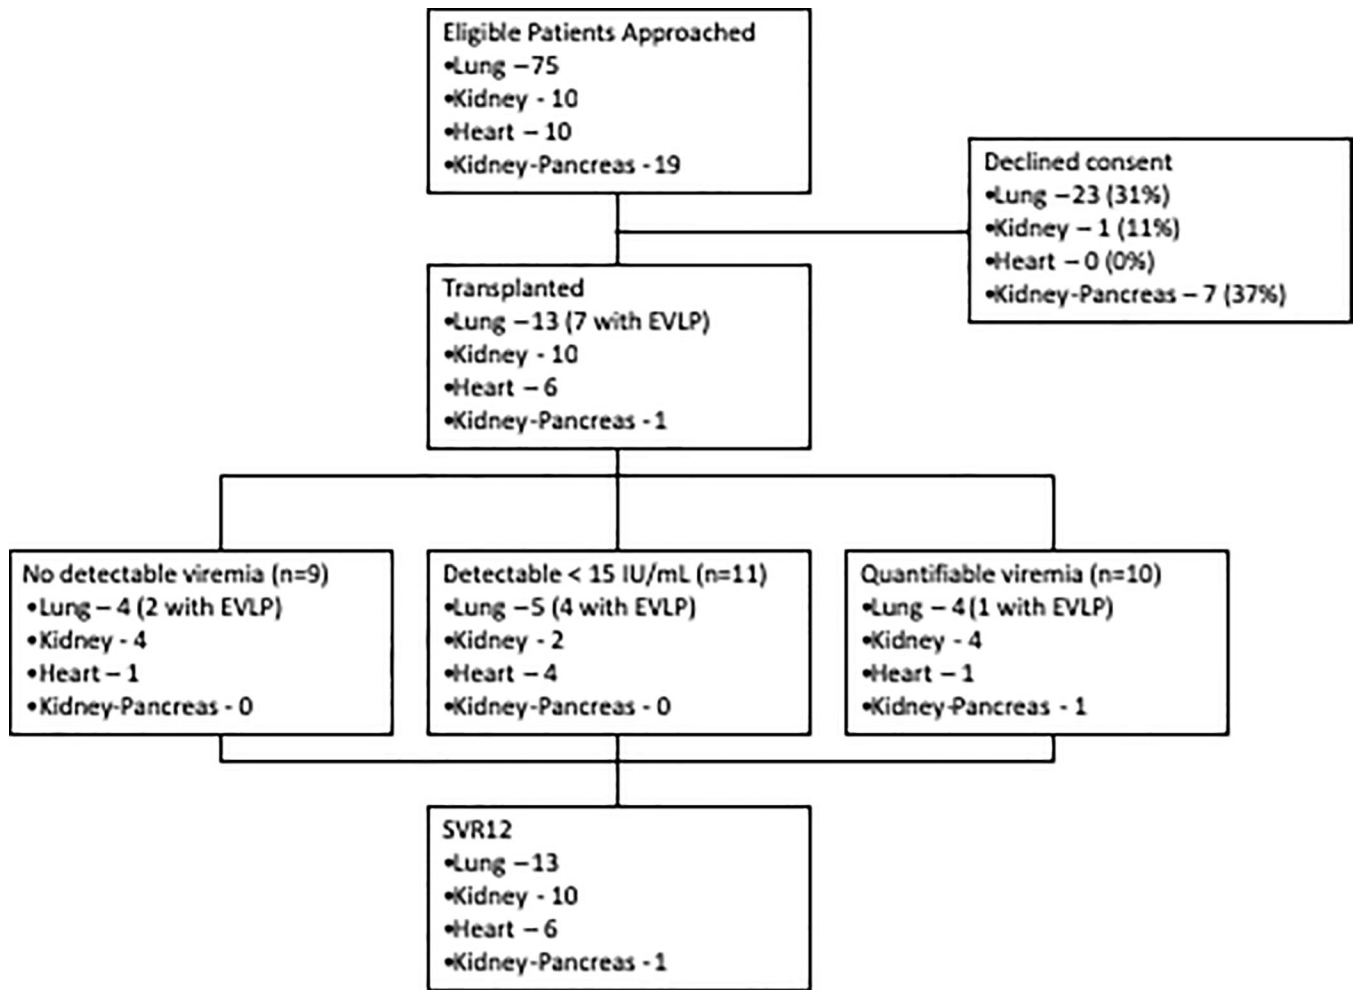 Eligible Patients Approached
•Lung –75
•Kidney - 10
•Heart – 10
•Kidney-Pancreas - 19
Declined consent
•Lung –23 (31%)
•Kidney – 1 (11%)
•Heart – 0 (0%)
•Kidney-Pancreas – 7 (37%)
Transplanted
•Lung –13 (7 with EVLP)
•Kidney - 10
•Heart – 6
•Kidney-Pancreas - 1
No detectable viremia (n=9)
•Lung – 4 (2 with EVLP)
•Kidney - 4
•Heart – 1
•Kidney-Pancreas - 0
Detectable < 15 IU/mL (n=11)
•Lung –5 (4 with EVLP)
•Kidney - 2
•Heart – 4
•Kidney-Pancreas - 0
Quantifiable viremia (n=10)
•Lung – 4 (1 with EVLP)
•Kidney - 4
•Heart – 1
•Kidney-Pancreas - 1
SVR12
•Lung –13
•Kidney - 10
•Heart – 6
•Kidney-Pancreas - 1